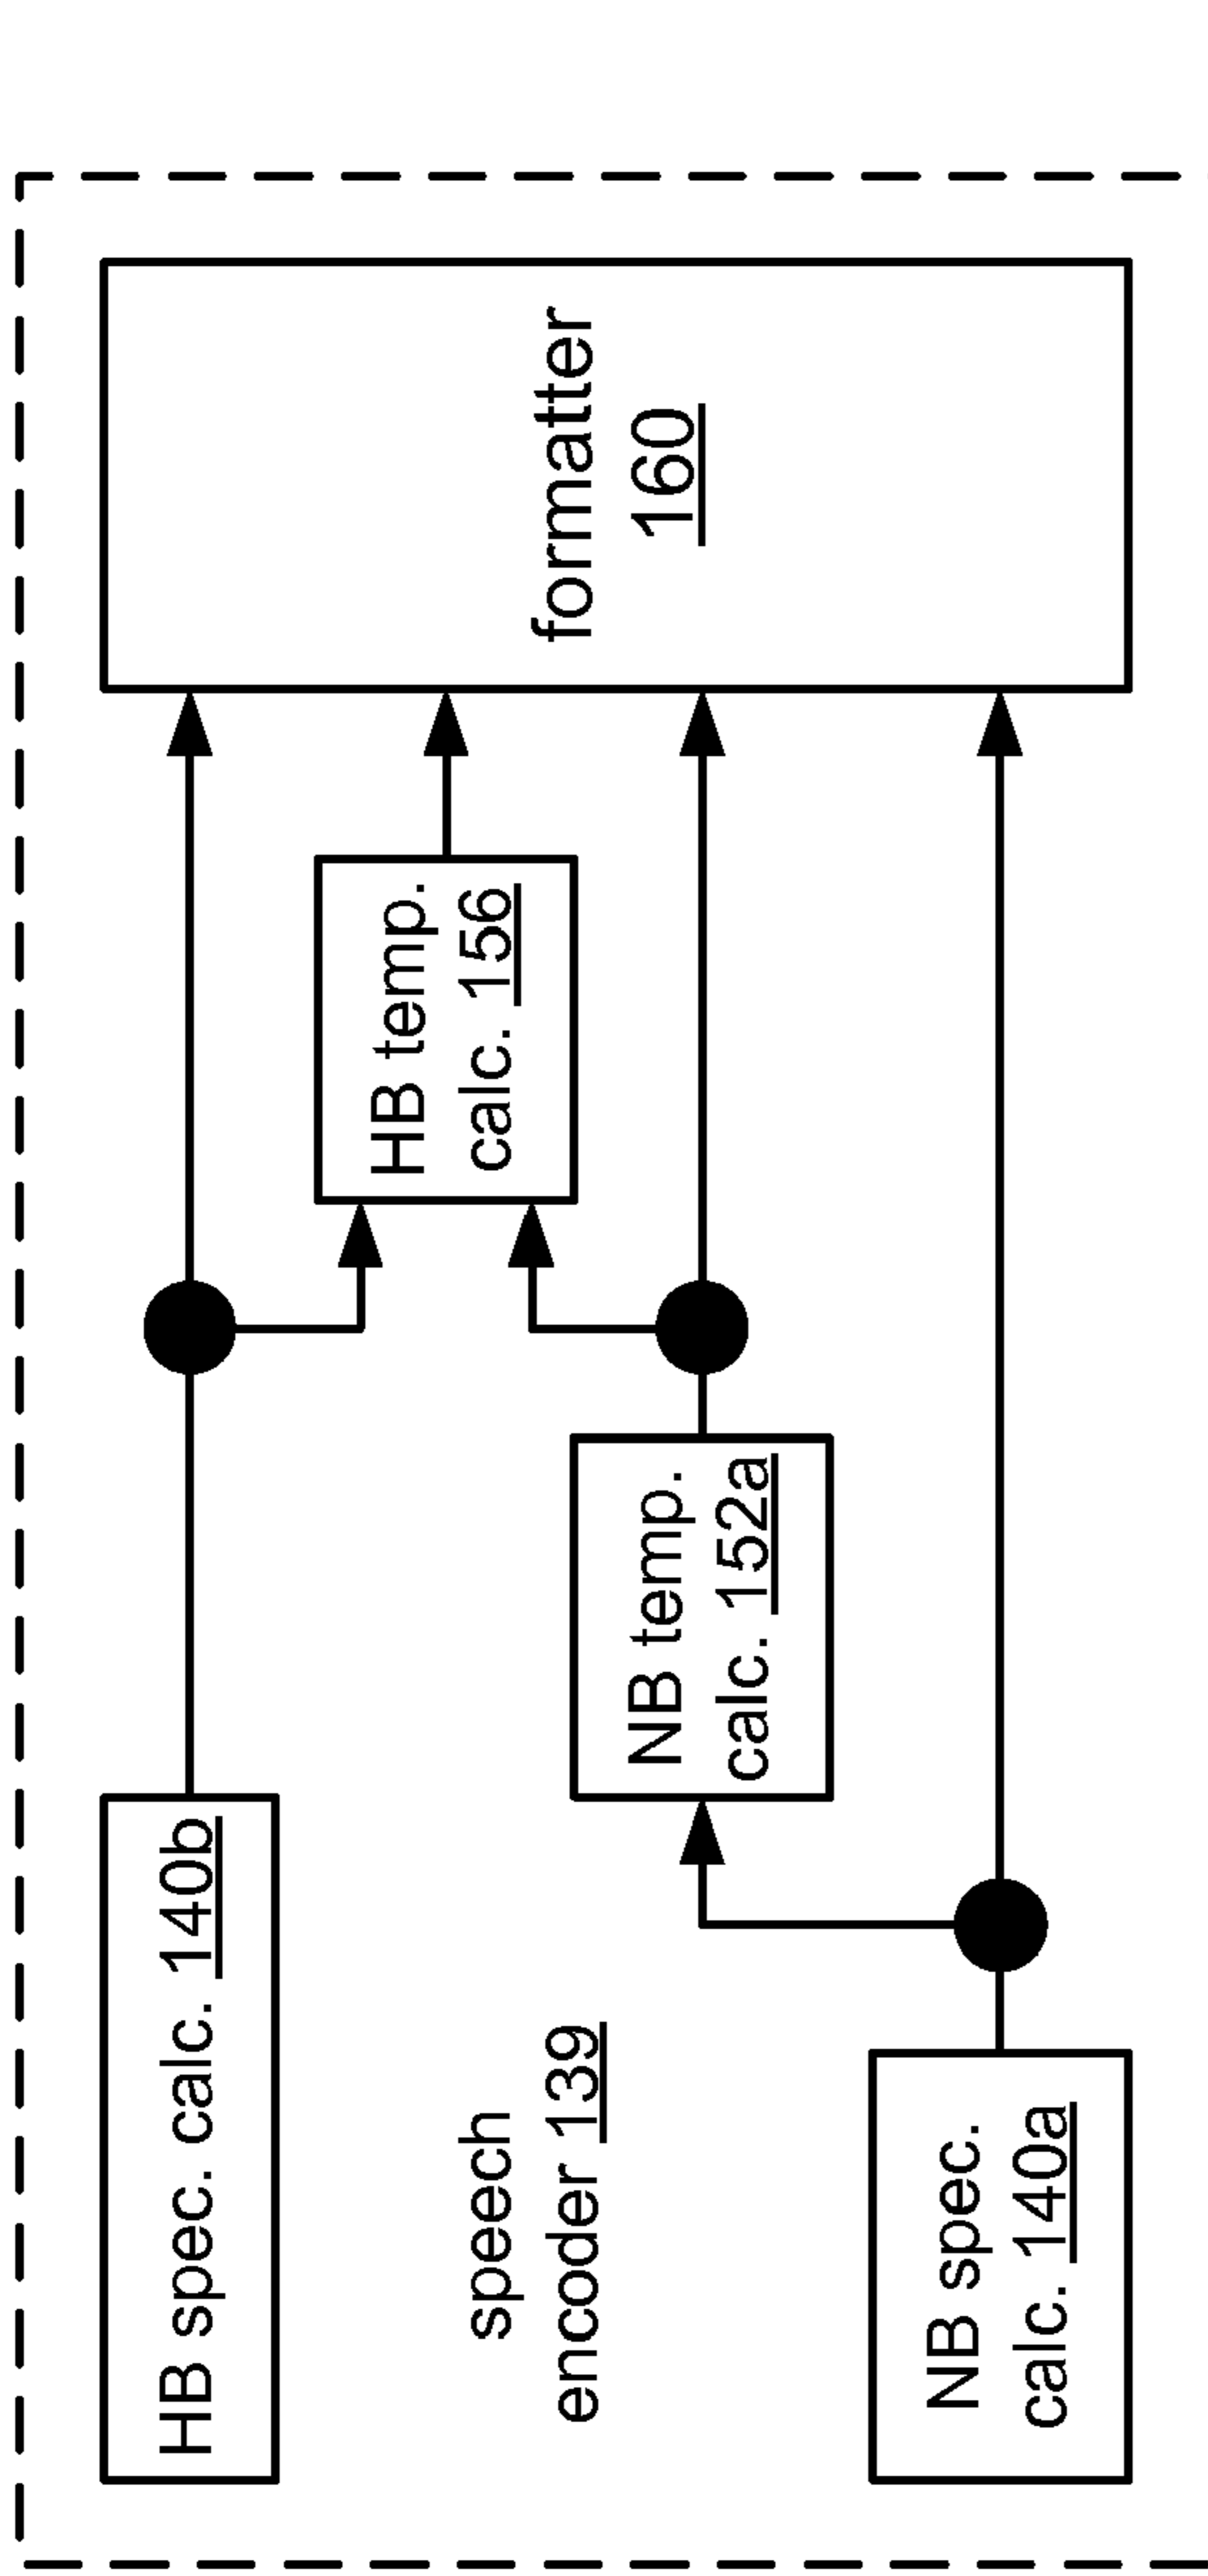 HB spec. calc. 140b
speech
encoder 139
NB spec.
calc. 140a
NB temp.
calc. 152a
HB temp.
calc. 156
formatter
160